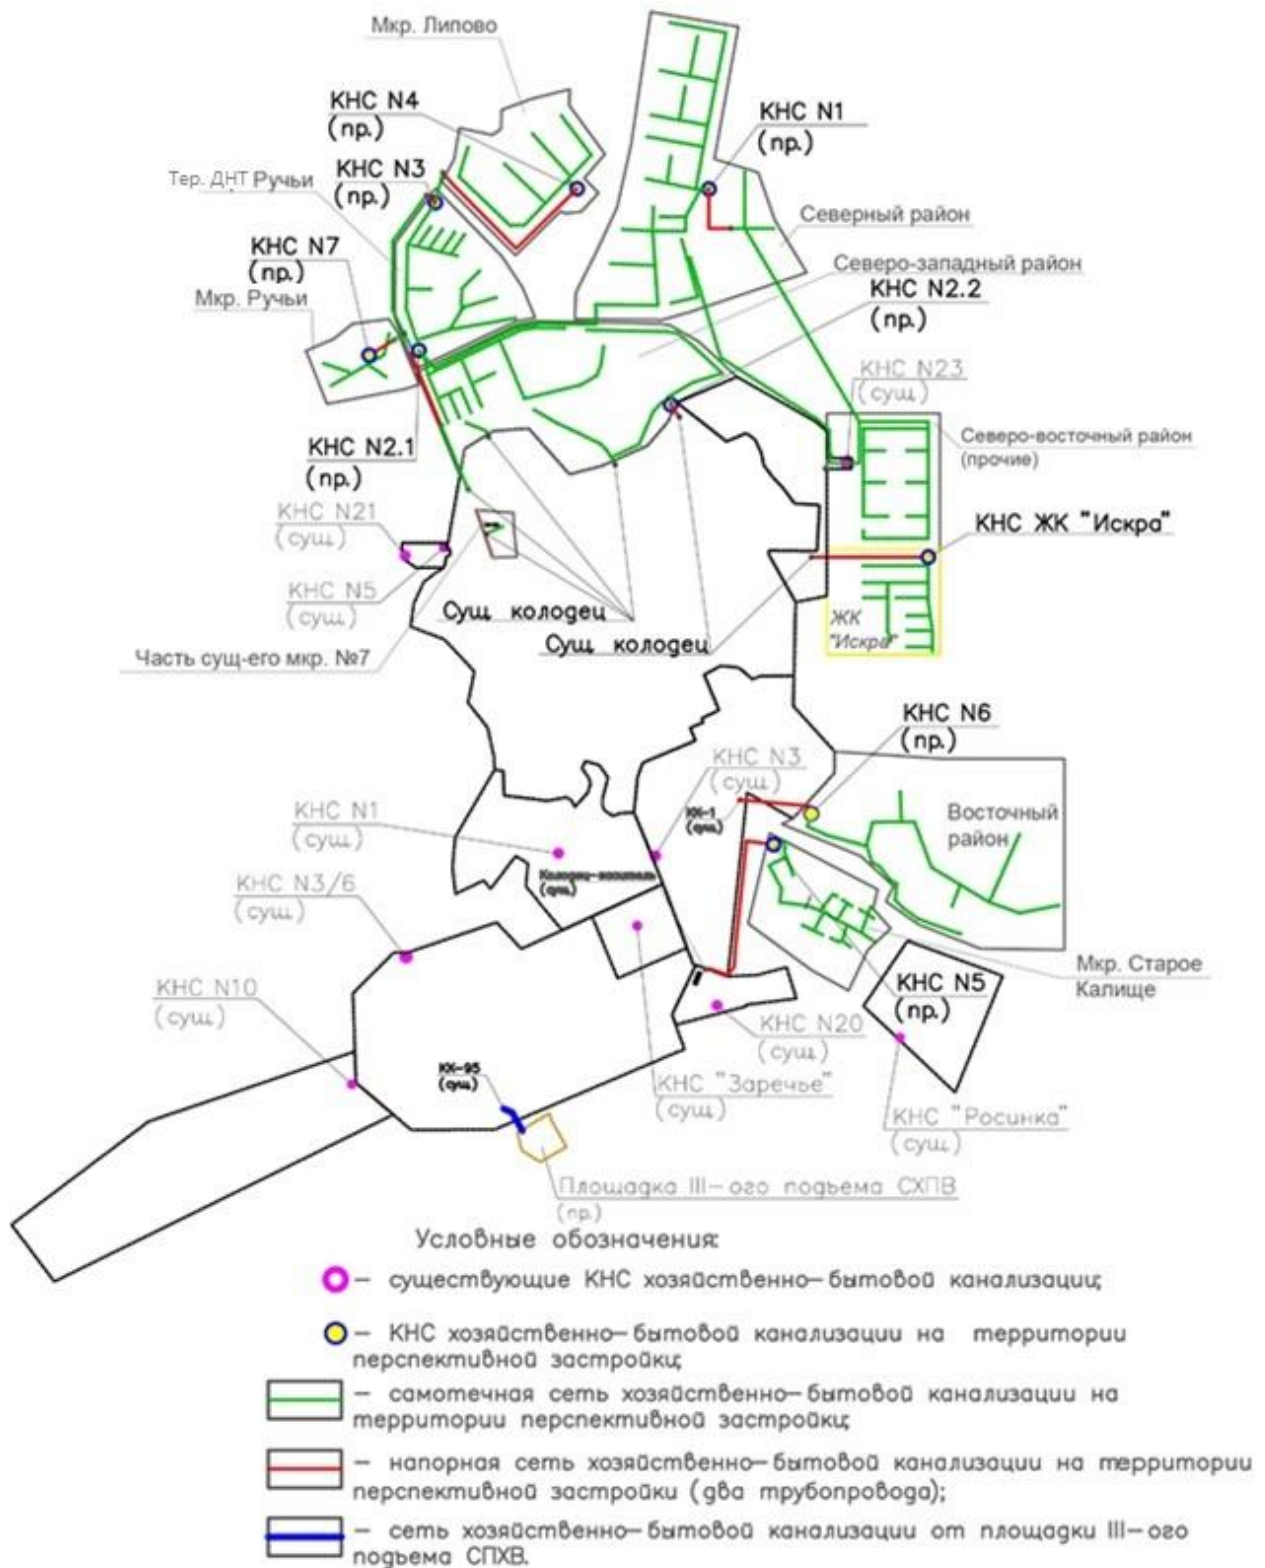 Мкр. Липово
КНС N4
(пр.)
КНС N1
(пр.)
Тер. ДНТ Ручьи
КНС N3
(пр.)
Северный район
КНС N7
(пр.)
Северо-западный район
Мкр. Ручьи
КНС N2.2
(пр.)
КНС N23
(сущ.)
КНС N2.1
(пр.)
Северо-восточный район
(прочие)
КНС N21
(сущ.)
КНС ЖК "Искра"
КНС N5
(сущ.)
Сущ. колодец
Сущ. колодец
ЖК
"Искра"
Часть сущ-его мкр. №7
КНС N6
(пр.)
КНС N3
(сущ.)
КНС N1
(сущ.)
КК-1
(сущ.)
Восточный
район
Колодец-гаситель
(сущ.)
КНС N3/6
(сущ.)
Мкр. Старое
Калище
КНС N5
(пр.)
КНС N10
(сущ.)
КНС N20
(сущ.)
КК-95
(сущ.)
КНС "Заречье"
(сущ.)
КНС "Росинка"
(сущ.)
Площадка III-ого подъема СХПВ
(пр.)
Условные обозначения:
– существующие КНС хозяйственно-бытовой канализации;
– КНС хозяйственно-бытовой канализации на территории
перспективной застройки;
– самотечная сеть хозяйственно-бытовой канализации на
территории перспективной застройки;
– напорная сеть хозяйственно-бытовой канализации на территории
перспективной застройки (два трубопровода);
– сеть хозяйственно-бытовой канализации от площадки III-ого
подъема СПХВ.